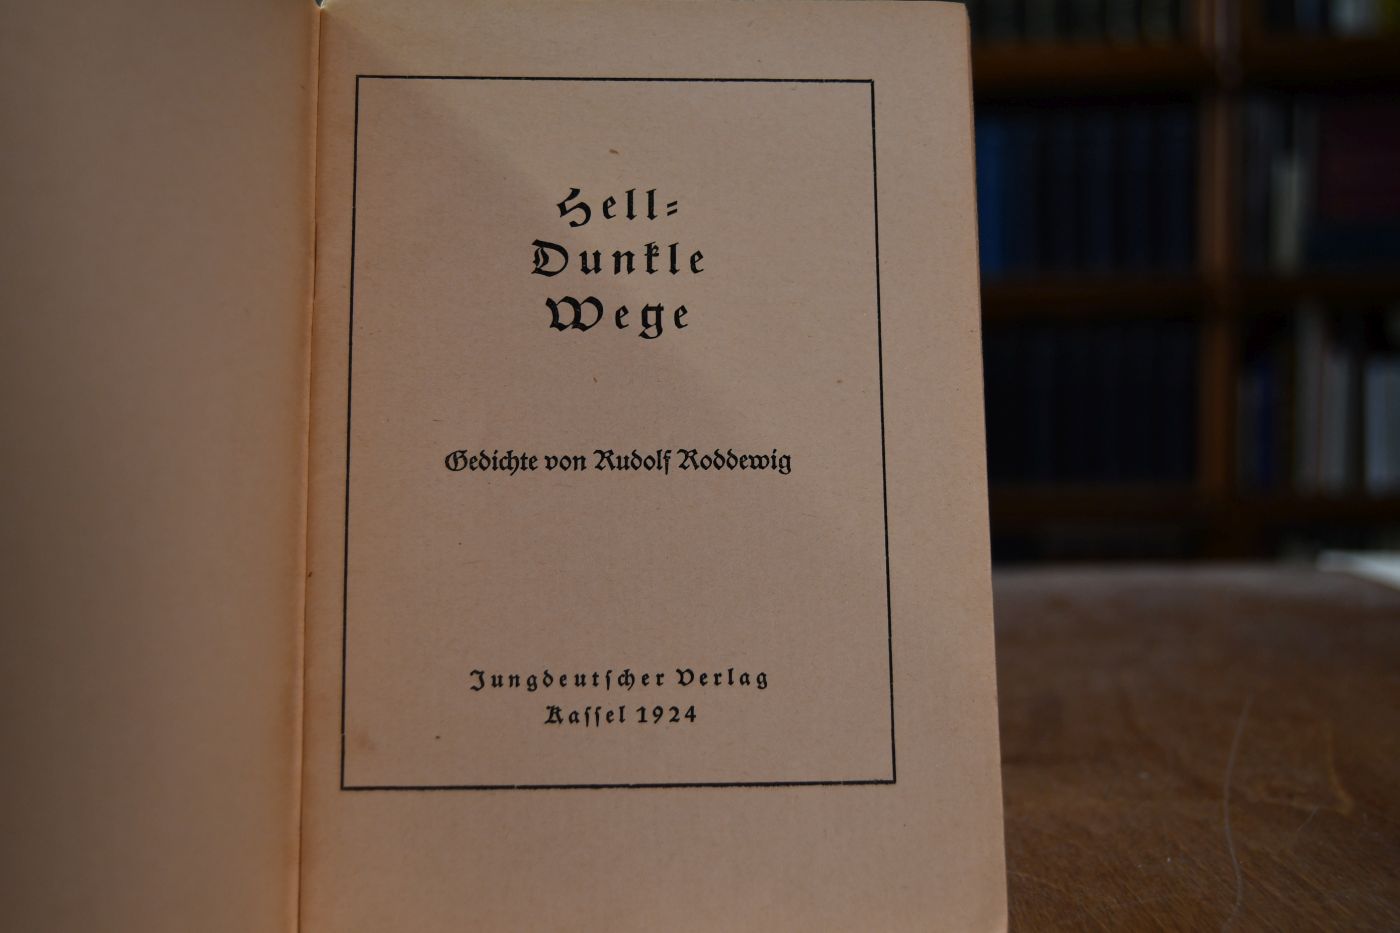 Hell-
Dunkle
Wege
Gedichte von Rudolf Roddewig
Jungdeutscher Verlag
Kassel 1924